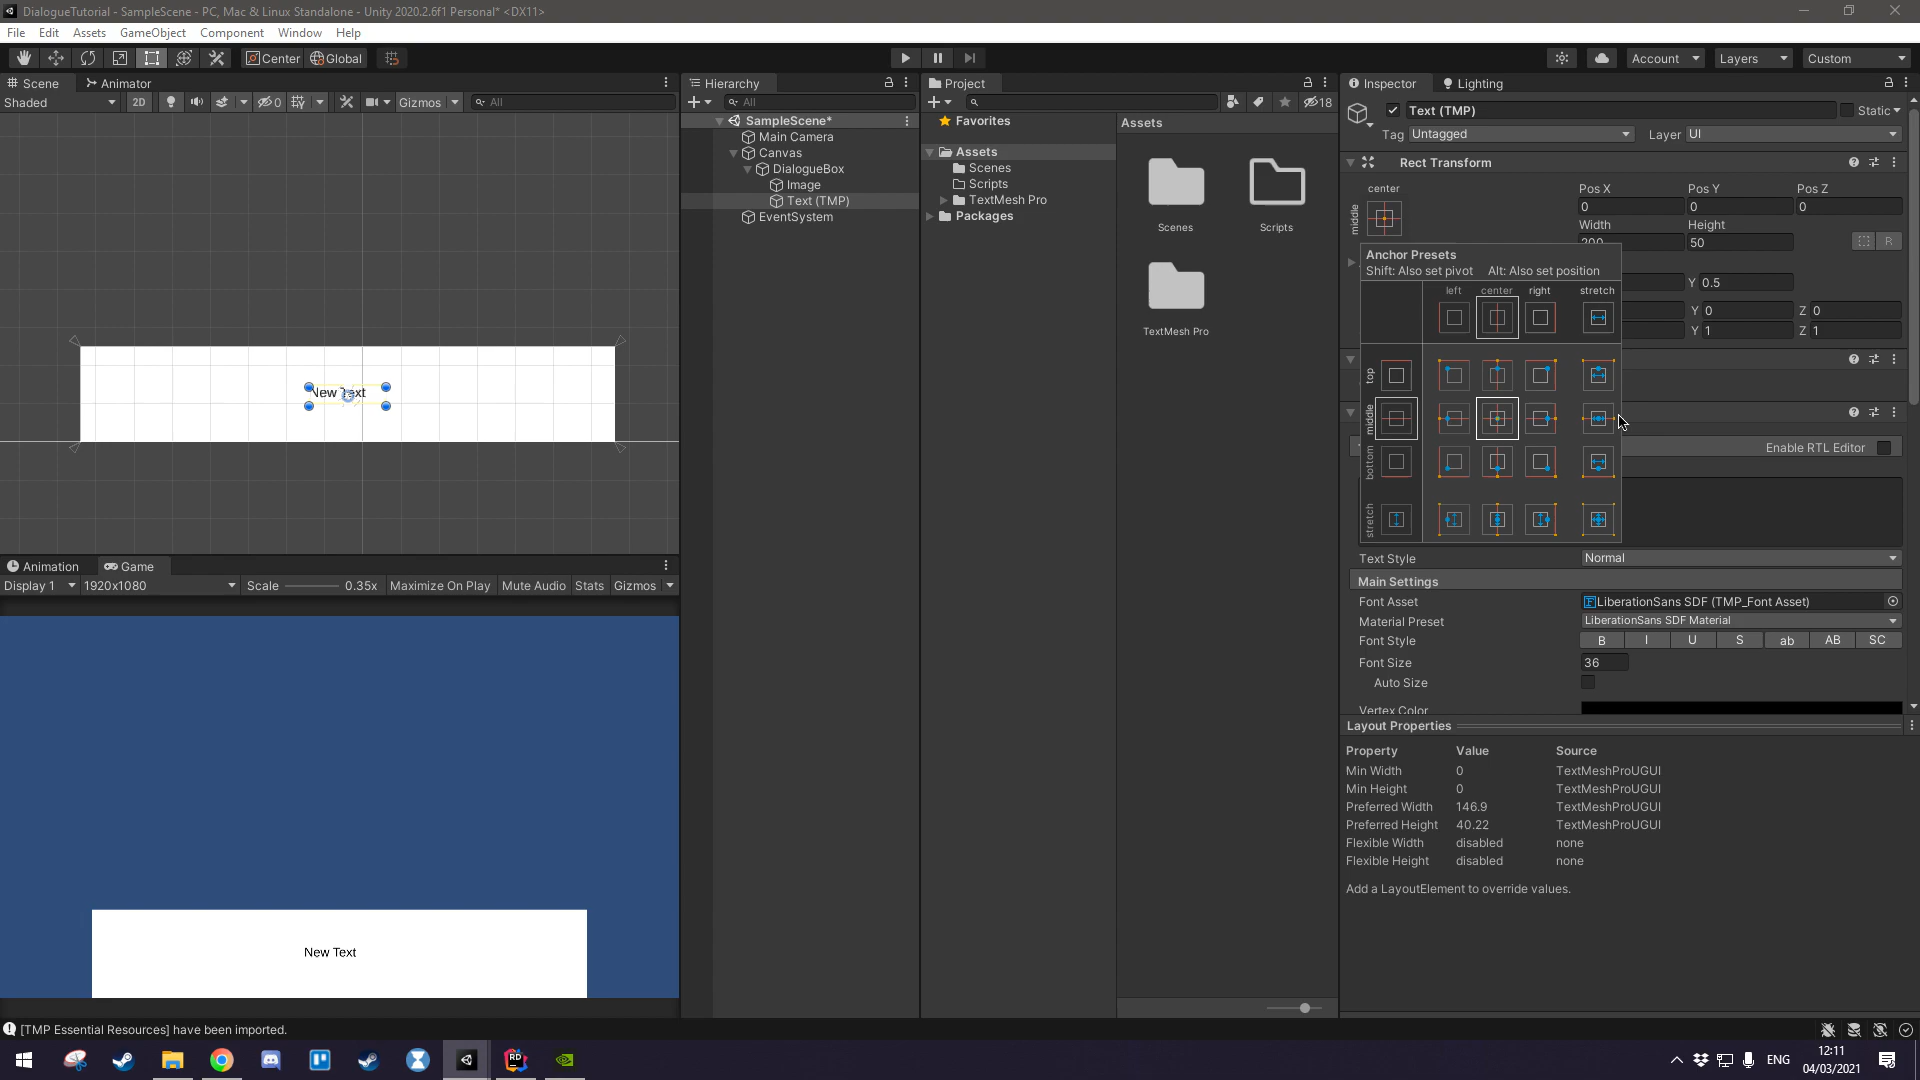 DialogueTutorial - SampleScene - PC, Mac & Linux Standalone - Unity 2020.2.6f1 Personal* <DX11>
File Edit Assets GameObject Component Window Help
Center Global
Account Layers Custom
Scene Animator
Shaded 2D 0 Gizmos All
Hierarchy
All
SampleScene*
Main Camera
Canvas
DialogueBox
Image
Text (TMP)
EventSystem
Project
18
Favorites
Assets
Scenes
Scripts
TextMesh Pro
Packages
Assets
Scenes
Scripts
TextMesh Pro
Inspector Lighting
Text (TMP) Static
Tag Untagged Layer UI
Rect Transform
center
middle
Pos X Pos Y Pos Z
0 0 0
Width Height
200 50 R
Y 0.5
Y 0 Z 0
Y 1 Z 1
Anchor Presets
Shift: Also set pivot Alt: Also set position
left center right stretch
top
middle
bottom
stretch
Enable RTL Editor
Text Style Normal
Main Settings
Font Asset LiberationSans SDF (TMP_Font Asset)
Material Preset LiberationSans SDF Material
Font Style B I U S ab AB SC
Font Size 36
Auto Size
Vertex Color
Layout Properties
Property Value Source
Min Width 0 TextMeshProUGUI
Min Height 0 TextMeshProUGUI
Preferred Width 146.9 TextMeshProUGUI
Preferred Height 40.22 TextMeshProUGUI
Flexible Width disabled none
Flexible Height disabled none
Add a LayoutElement to override values.
New Text
Animation Game
Display 1 1920x1080 Scale 0.35x Maximize On Play Mute Audio Stats Gizmos
New Text
[TMP Essential Resources] have been imported.
RD
ENG
12:11
04/03/2021